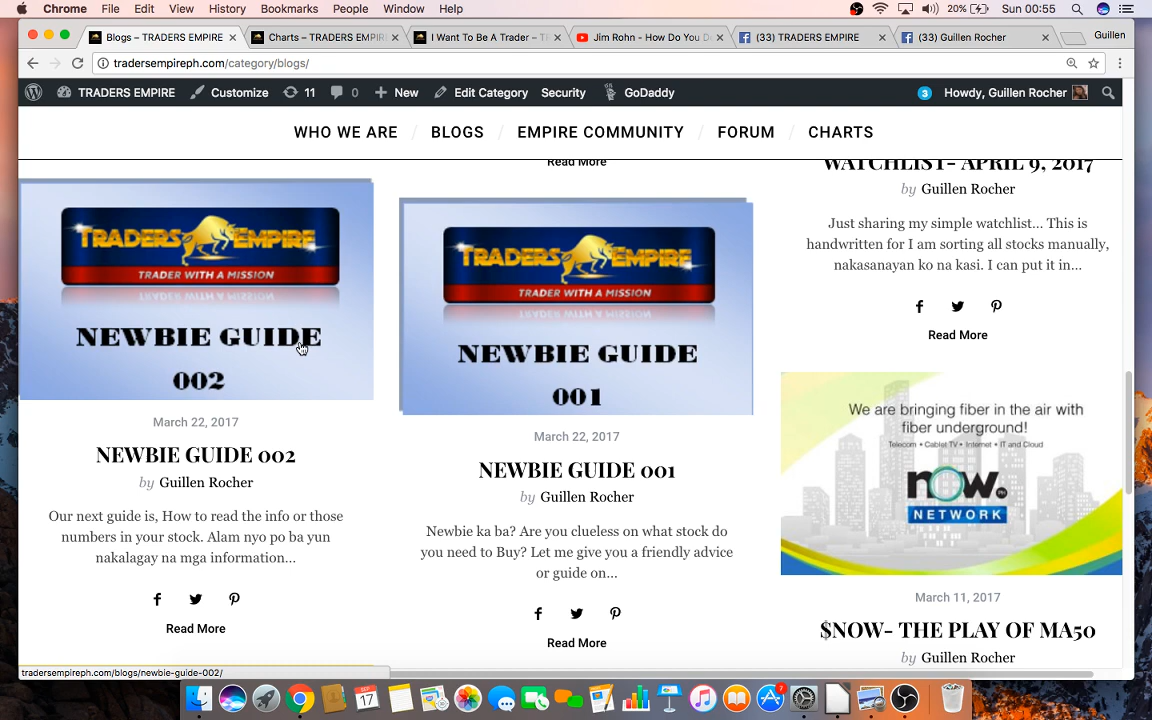 Chrome File Edit View History Bookmarks People Window Help 20% Sun 00:55
Blogs – TRADERS EMPIRE Charts – TRADERS EMPIR I Want To Be A Trader – T Jim Rohn - How Do You D (33) TRADERS EMPIRE (33) Guillen Rocher Guillen
tradersempireph.com/category/blogs/
TRADERS EMPIRE Customize 11 0 New Edit Category Security GoDaddy 3 Howdy, Guillen Rocher
WHO WE ARE / BLOGS / EMPIRE COMMUNITY / FORUM / CHARTS
TRADERS EMPIRE
TRADER WITH A MISSION
NEWBIE GUIDE
002
March 22, 2017
NEWBIE GUIDE 002
by Guillen Rocher
Our next guide is, How to read the info or those
numbers in your stock. Alam nyo po ba yun
nakalagay na mga information...
Read More
Read More
TRADERS EMPIRE
TRADER WITH A MISSION
NEWBIE GUIDE
001
March 22, 2017
NEWBIE GUIDE 001
by Guillen Rocher
Newbie ka ba? Are you clueless on what stock do
you need to Buy? Let me give you a friendly advice
or guide on...
Read More
WATCHLIST- APRIL 9, 2017
by Guillen Rocher
Just sharing my simple watchlist... This is
handwritten for I am sorting all stocks manually,
nakasanayan ko na kasi. I can put it in...
Read More
We are bringing fiber in the air with
fiber underground!
Telecom • Cable TV • Internet • IT and Cloud
now.
NETWORK
March 11, 2017
$NOW- THE PLAY OF MA50
by Guillen Rocher
tradersempireph.com/blogs/newbie-guide-002/
SEP
17
7